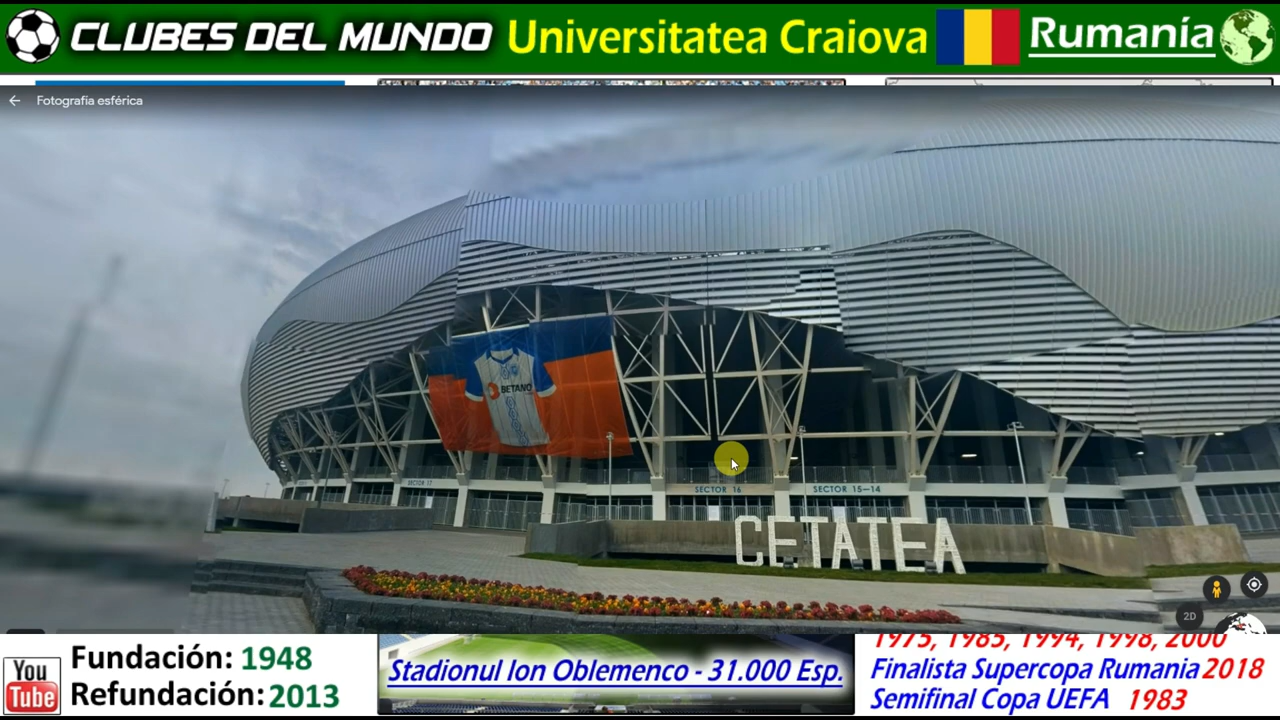 CLUBES DEL MUNDO Universitatea Craiova Rumanía
Fotografía esférica
BETANO
SECTOR 17
SECTOR 16
SECTOR 15-14
CETATEA
2D
You
Tube
Fundación: 1948
Refundación: 2013
Stadionul Ion Oblemenco - 31.000 Esp.
1975, 1985, 1994, 1998, 2000
Finalista Supercopa Rumania 2018
Semifinal Copa UEFA 1983